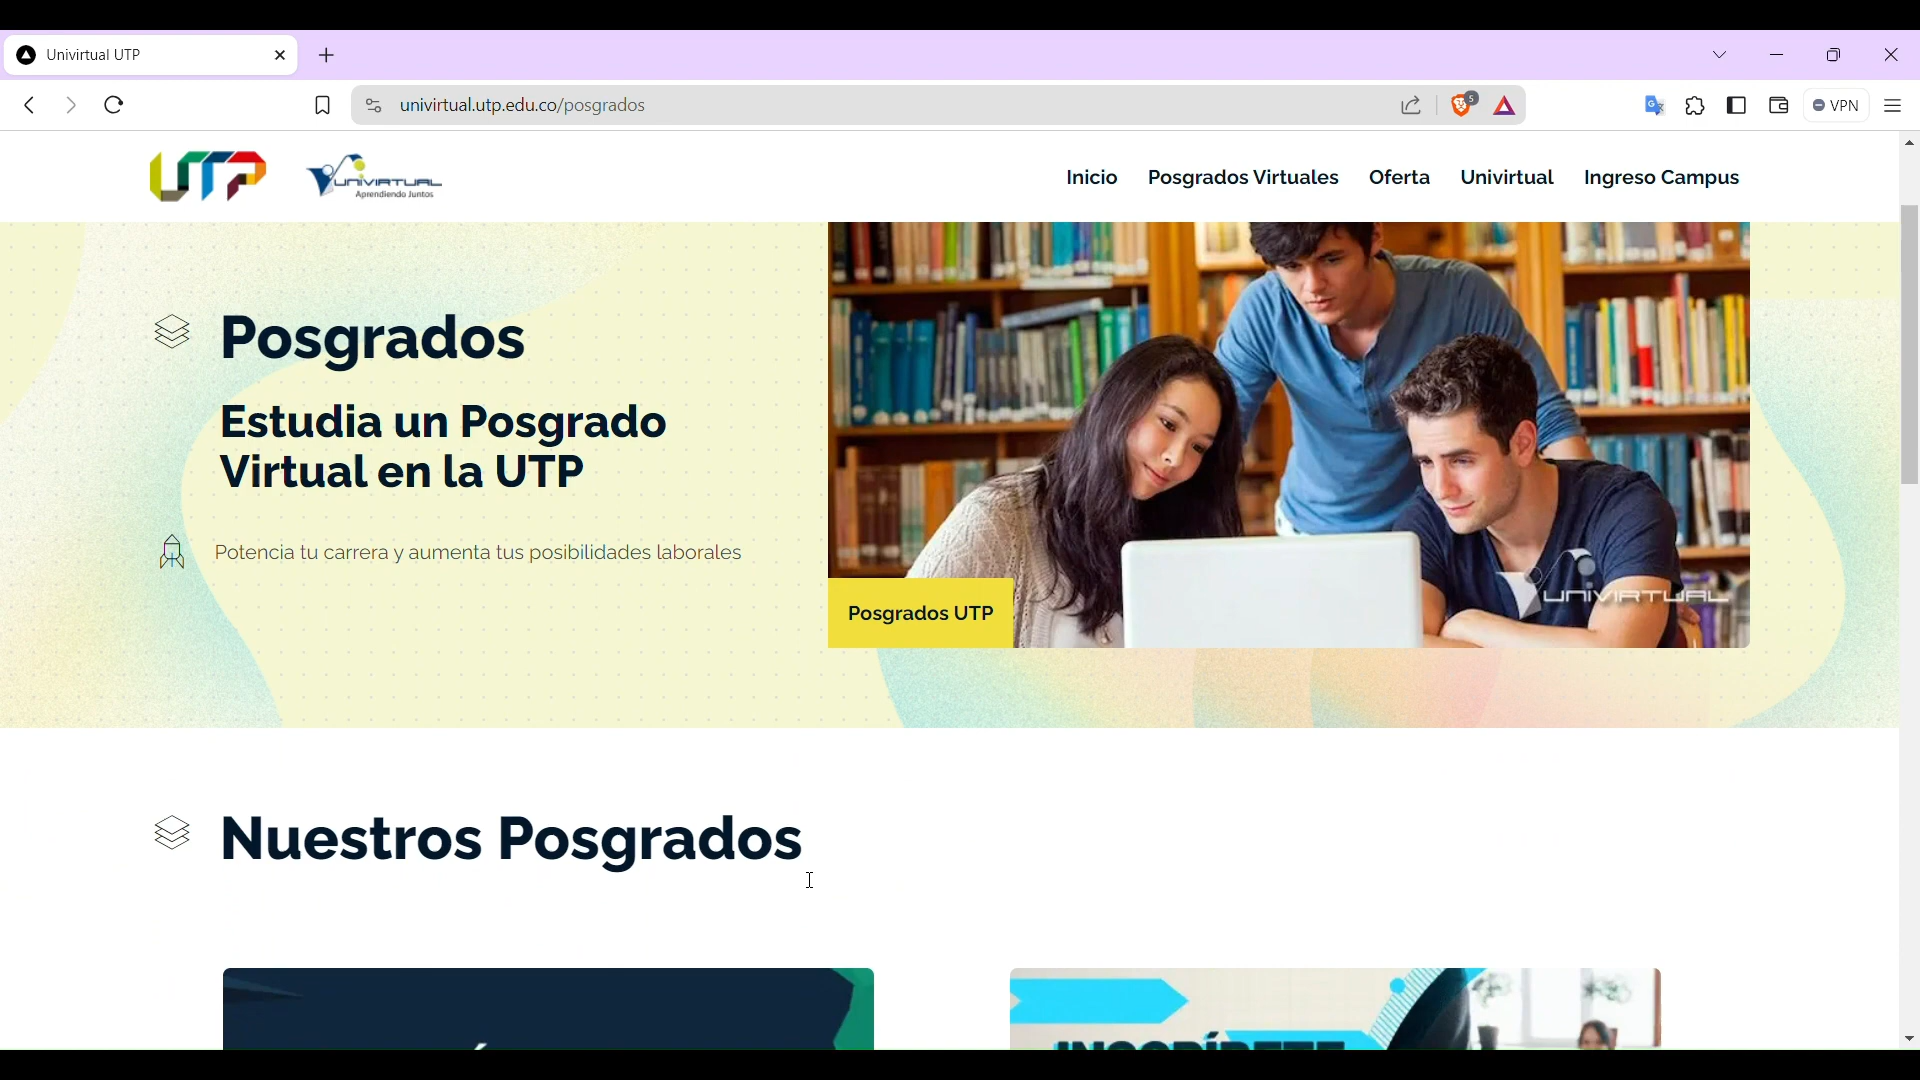 Univirtual UTP
univirtual.utp.edu.co/posgrados
5
VPN
UTP
UNIVIRTUAL
Aprendiendo Juntos
Inicio
Posgrados Virtuales
Oferta
Univirtual
Ingreso Campus
Posgrados
Estudia un Posgrado
Virtual en la UTP
Potencia tu carrera y aumenta tus posibilidades laborales
UNIVIRTUAL
Posgrados UTP
Nuestros Posgrados